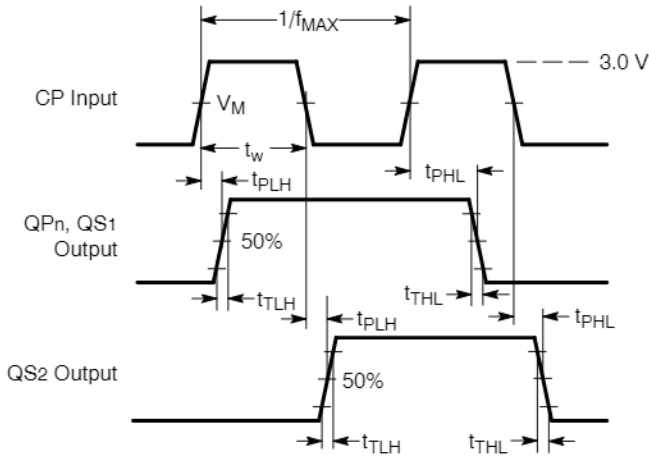 1/fMAX
3.0 V
CP Input
VM
tw
tPLH
tPHL
QPn, QS1
Output
50%
tTLH
tTHL
tPLH
tPHL
QS2 Output
50%
tTLH
tTHL